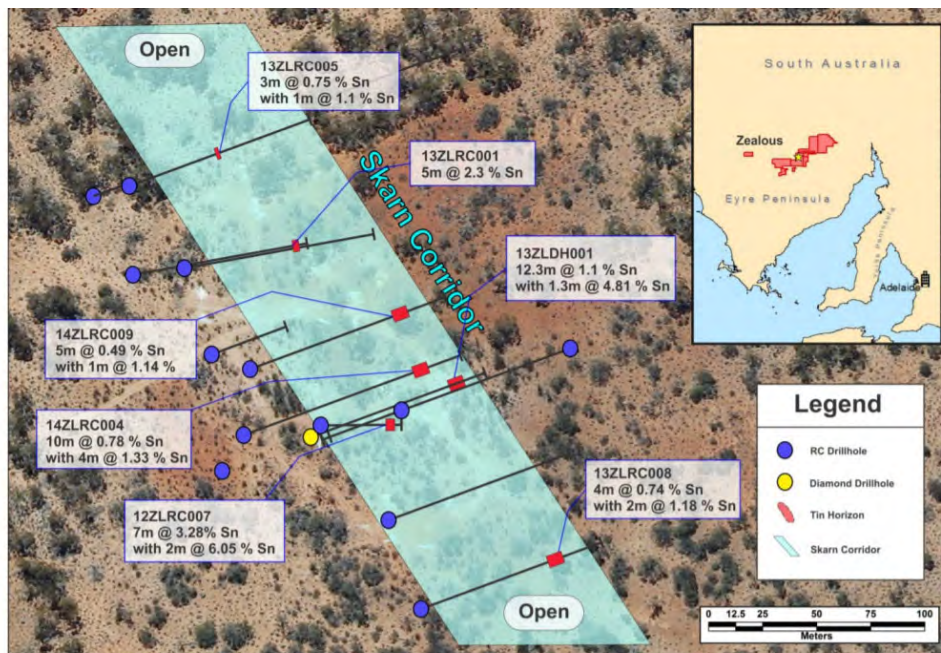 Open
13ZLRC005
3m @ 0.75 % Sn
with 1m @ 1.1 % Sn
13ZLRC001
5m @ 2.3 % Sn
Skarn Corridor
13ZLDH001
12.3m @ 1.1 % Sn
with 1.3m @ 4.81 % Sn
14ZLRC009
5m @ 0.49 % Sn
with 1m @ 1.14 %
14ZLRC004
10m @ 0.78 % Sn
with 4m @ 1.33 % Sn
12ZLRC007
7m @ 3.28% Sn
with 2m @ 6.05 % Sn
13ZLRC008
4m @ 0.74 % Sn
with 2m @ 1.18 % Sn
Open
South Australia
Zealous
Eyre Peninsula
Peninsula
Adelaide
Legend
RC Drillhole
Diamond Drillhole
Tin Horizon
Skarn Corridor
0 12.5 25 50 75 100
Meters